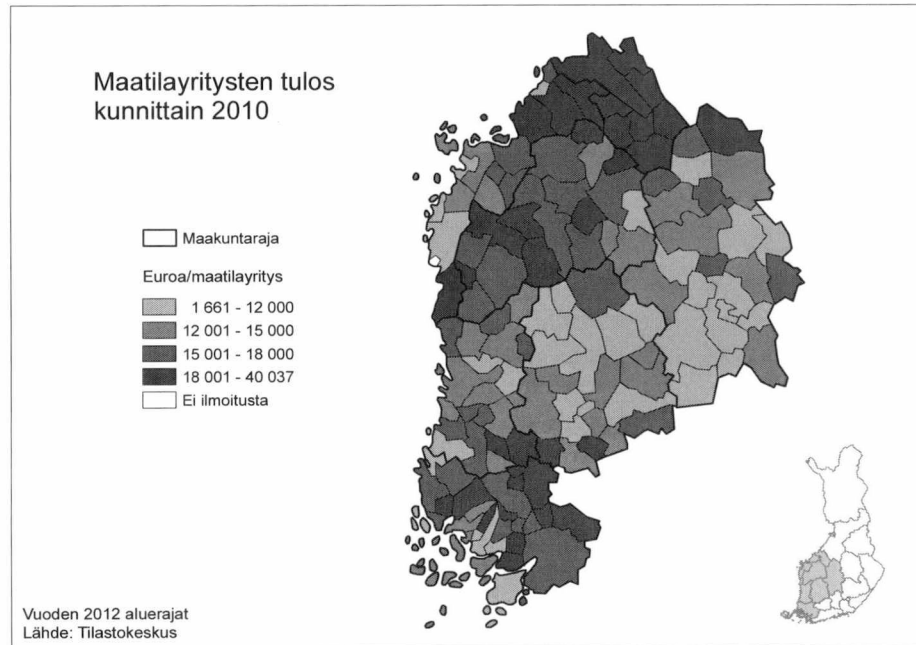 Maatilayritysten tulos
kunnittain 2010
Maakuntaraja
Euroa/maatilayritys
1 661 - 12 000
12 001 - 15 000
15 001 - 18 000
18 001 - 40 037
Ei ilmoitusta
Vuoden 2012 aluerajat
Lähde: Tilastokeskus